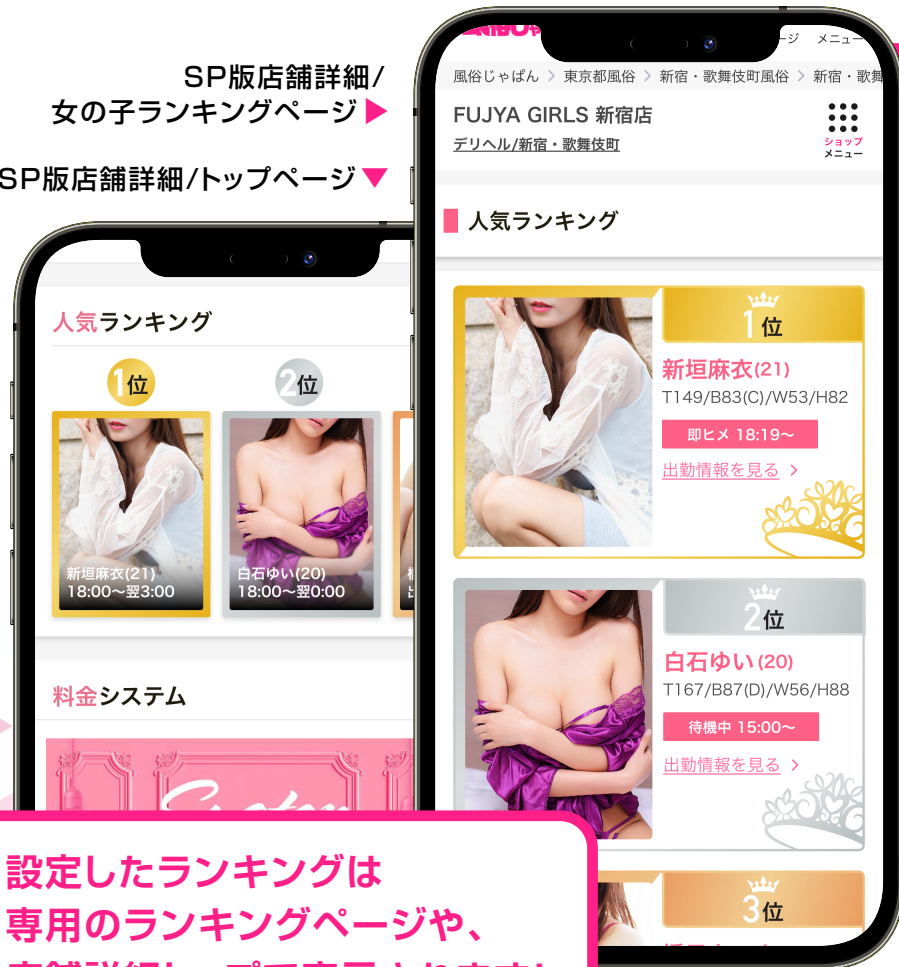 SP版店舗詳細/
女の子ランキングページ▶
SP版店舗詳細/トップページ▼
人気ランキング
1位
2位
新垣麻衣(21)
18:00〜翌3:00
白石ゆい(20)
18:00〜翌0:00
料金システム
メニュー
風俗じゃぱん > 東京都風俗 > 新宿・歌舞伎町風俗 > 新宿・歌舞
FUJYA GIRLS 新宿店
デリヘル/新宿・歌舞伎町
ショップ
メニュー
人気ランキング
1位
新垣麻衣(21)
T149/B83(C)/W53/H82
即ヒメ 18:19〜
出勤情報を見る >
2位
白石ゆい(20)
T167/B87(D)/W56/H88
待機中 15:00〜
出勤情報を見る >
3位
設定したランキングは
専用のランキングページや、